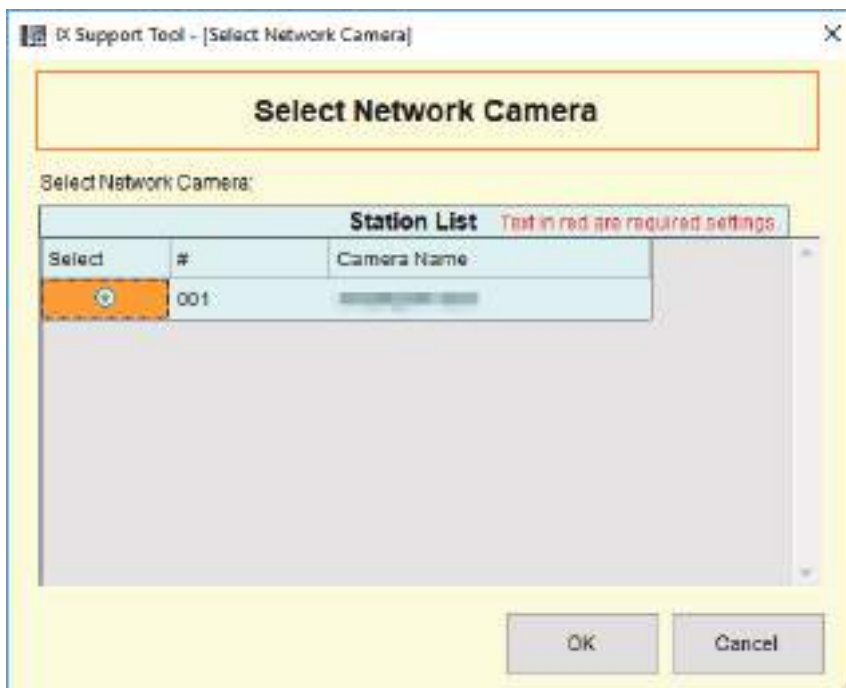 IX Support Tool - [Select Network Camera]
Select Network Camera
Select Network Camera:
Station List Text in red are required settings.
Select # Camera Name
001
OK Cancel